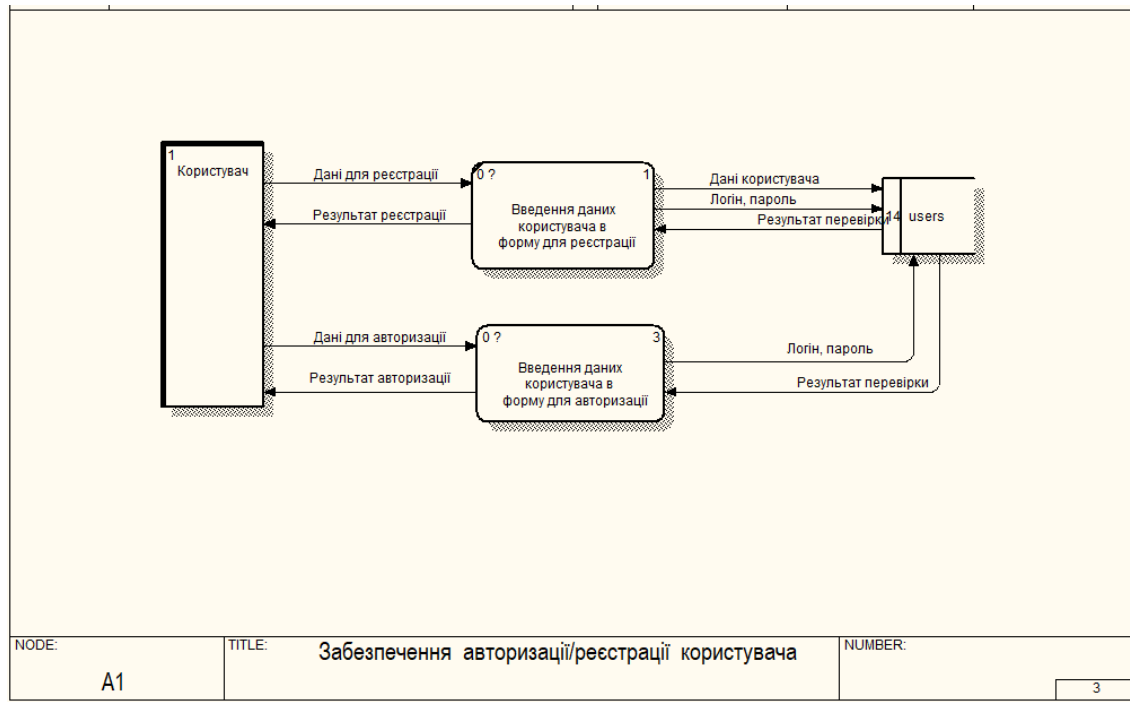 1
Користувач
Дані для реєстрації
Результат реєстрації
0 ?
1
Введення даних
користувача в
форму для реєстрації
Дані користувача
Логін, пароль
Результат перевірки
14 users
Дані для авторизації
Результат авторизації
0 ?
3
Введення даних
користувача в
форму для авторизації
Логін, пароль
Результат перевірки
NODE:
A1
TITLE:
Забезпечення авторизації/реєстрації користувача
NUMBER:
3